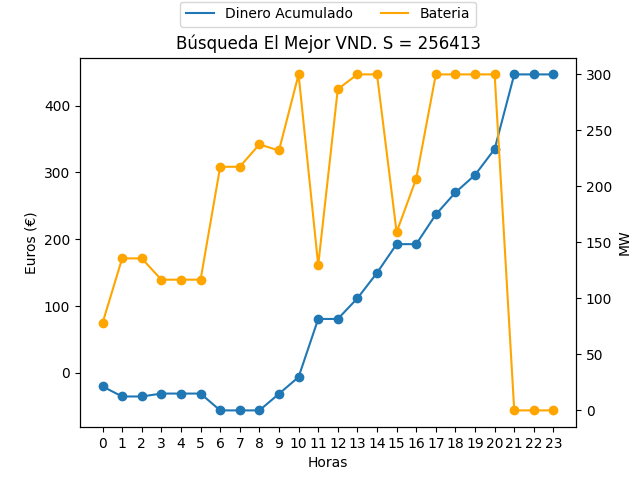 Dinero Acumulado Bateria
Búsqueda El Mejor VND. S = 256413
400
300
200
100
0
Euros (€)
300
250
200
150
100
50
0
MW
0 1 2 3 4 5 6 7 8 9 10 11 12 13 14 15 16 17 18 19 20 21 22 23
Horas